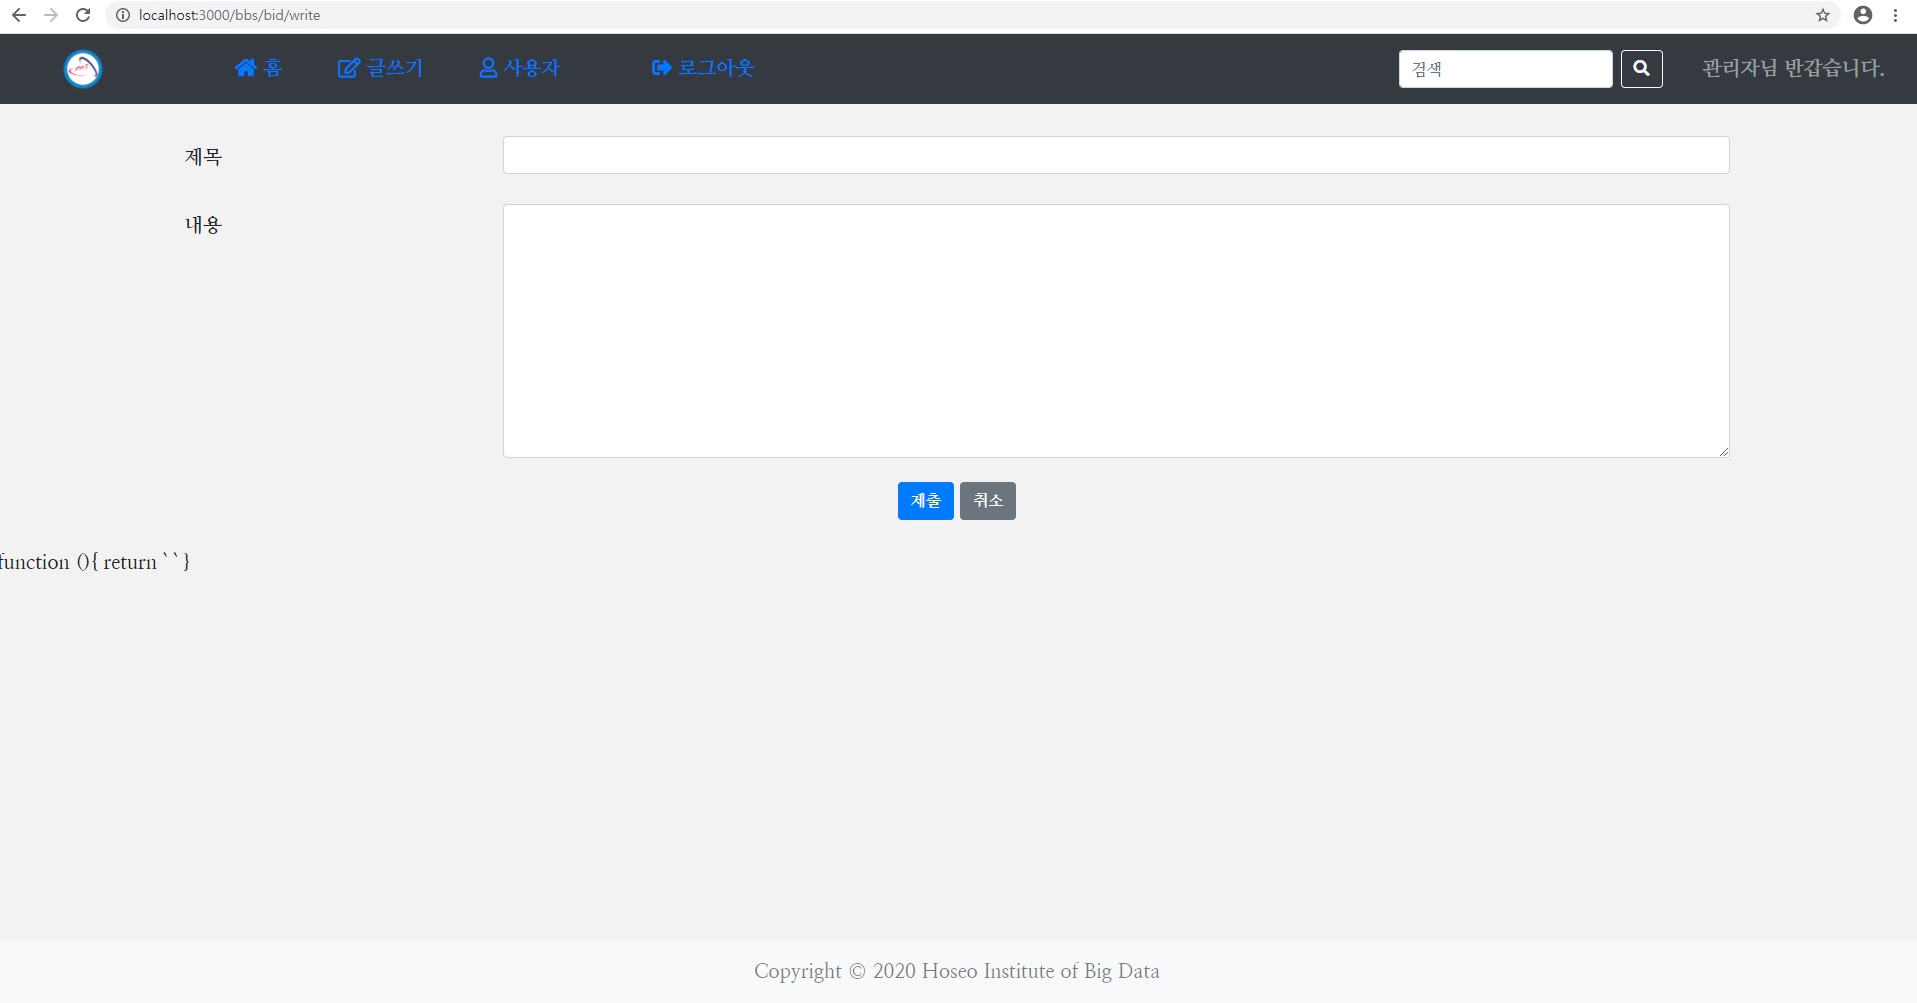 localhost:3000/bbs/bid/write
홈 글쓰기 사용자 로그아웃 검색 관리자님 반갑습니다.
제목
내용
제출 취소
function (){ return `` }
Copyright © 2020 Hoseo Institute of Big Data